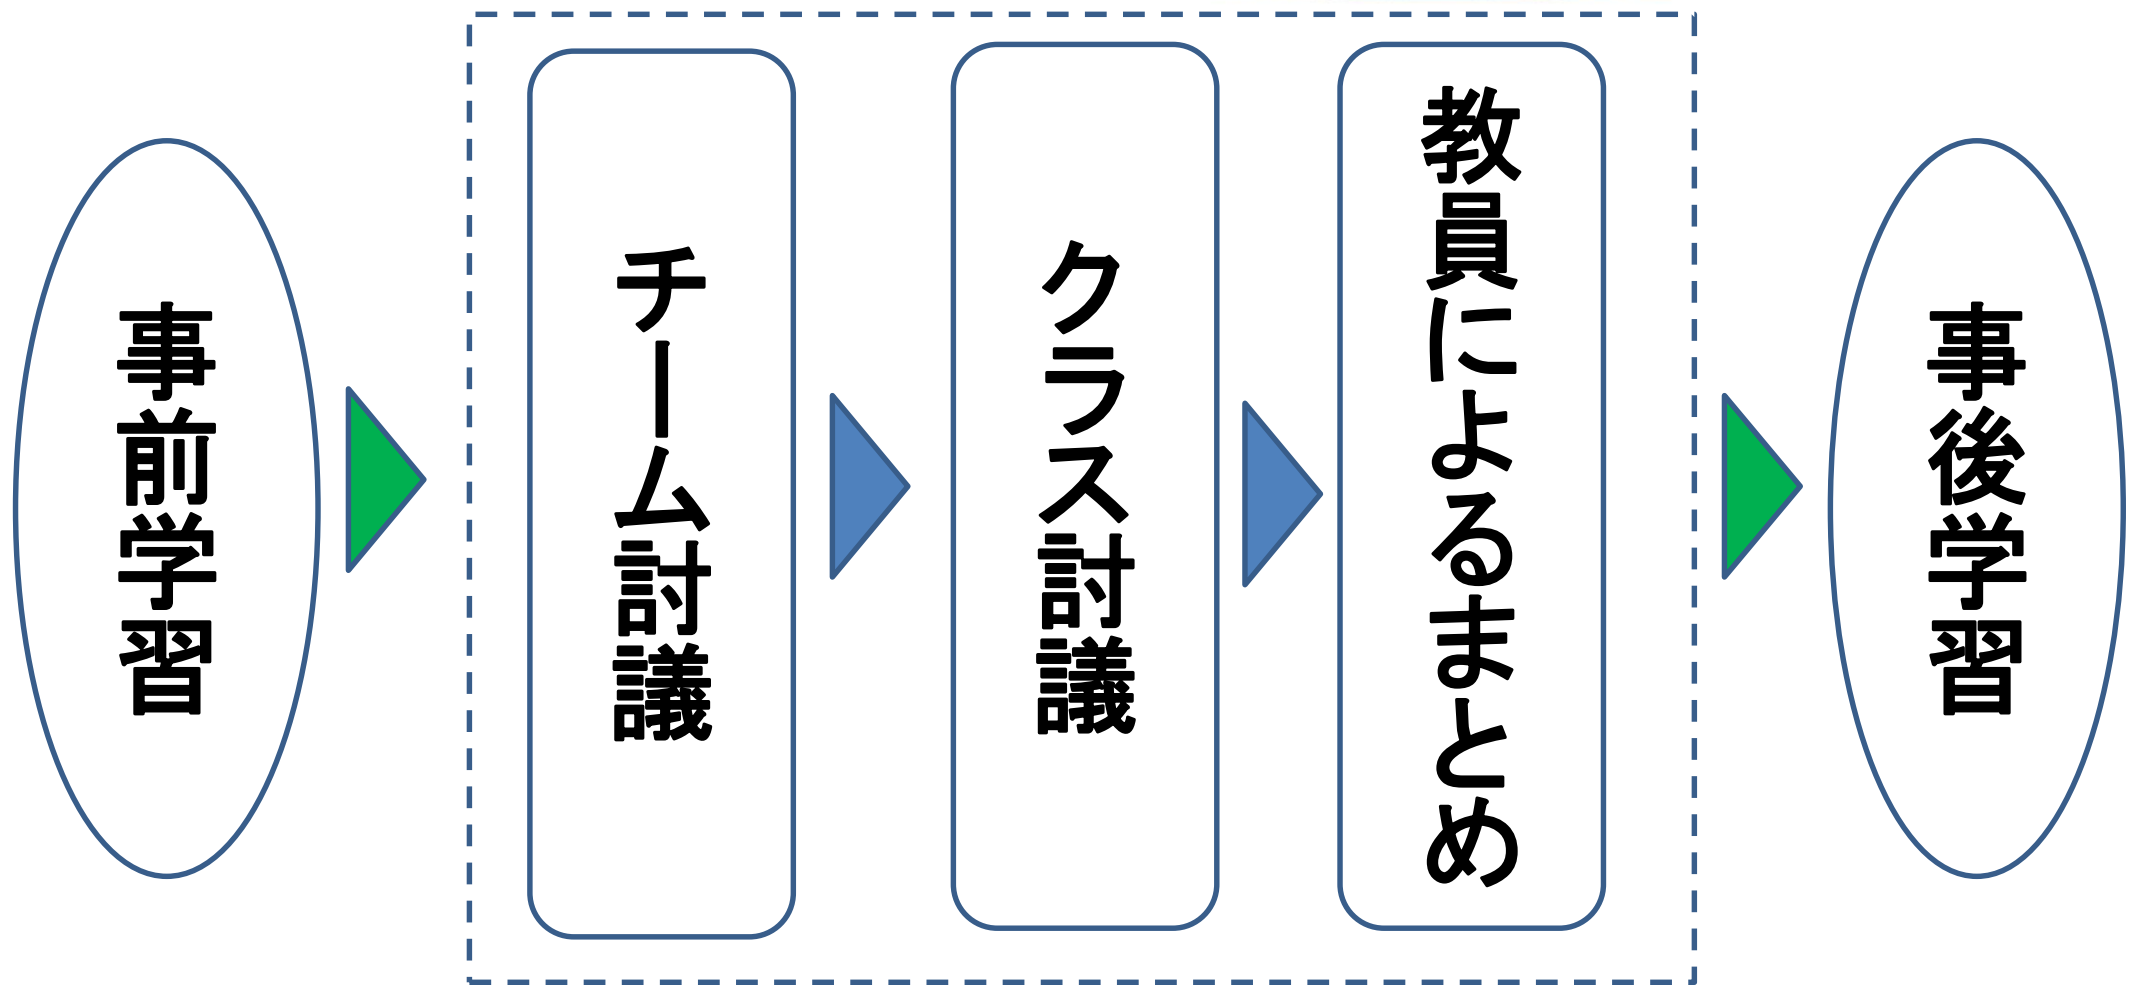 事前学習
チーム討議
クラス討議
教員によるまとめ
事後学習